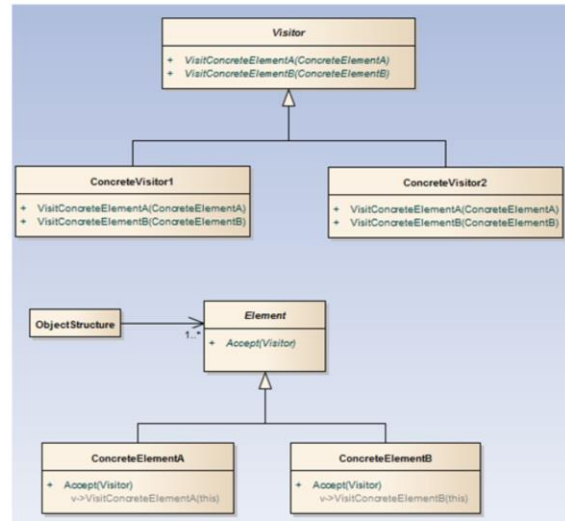 Visitor
+ VisitConcreteElementA(ConcreteElementA)
+ VisitConcreteElementB(ConcreteElementB)
ConcreteVisitor1
+ VisitConcreteElementA(ConcreteElementA)
+ VisitConcreteElementB(ConcreteElementB)
ConcreteVisitor2
+ VisitConcreteElementA(ConcreteElementA)
+ VisitConcreteElementB(ConcreteElementB)
ObjectStructure
1..*
Element
+ Accept(Visitor)
ConcreteElementA
+ Accept(Visitor)
v->VisitConcreteElementA(this)
ConcreteElementB
+ Accept(Visitor)
v->VisitConcreteElementB(this)